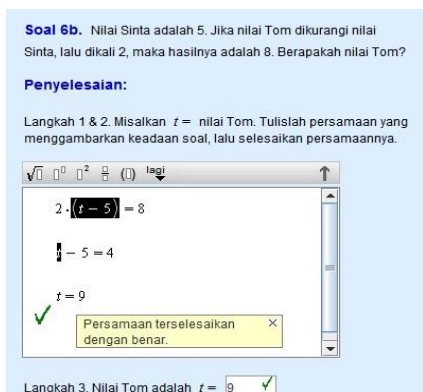 Soal 6b. Nilai Sinta adalah 5. Jika nilai Tom dikurangi nilai
Sinta, lalu dikali 2, maka hasilnya adalah 8. Berapakah nilai Tom?
Penyelesaian:
Langkah 1 & 2. Misalkan t = nilai Tom. Tulislah persamaan yang
menggambarkan keadaan soal, lalu selesaikan persamaannya.
lagi
2·(t − 5) = 8
t − 5 = 4
t = 9
Persamaan terselesaikan
dengan benar.
Langkah 3. Nilai Tom adalah t = 9